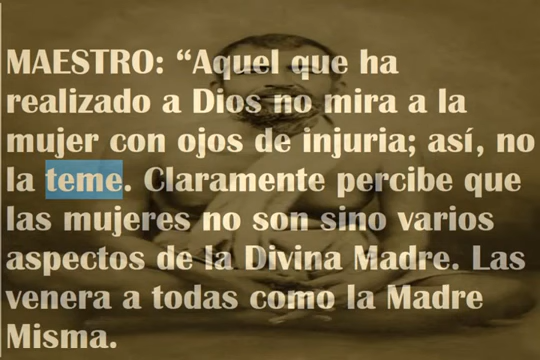 MAESTRO: “Aquel que ha
realizado a Dios no mira a la
mujer con ojos de injuria; así, no
la teme. Claramente percibe que
las mujeres no son sino varios
aspectos de la Divina Madre. Las
venera a todas como la Madre
Misma.